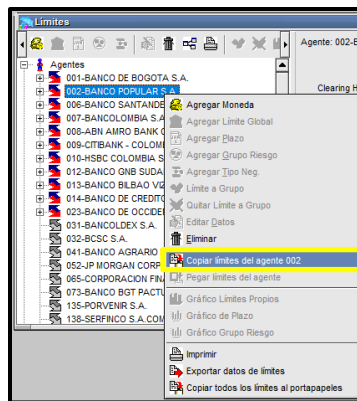 Límites
Agente: 002-B
Clearing H
Agentes
001-BANCO DE BOGOTA S.A.
002-BANCO POPULAR S.A.
006-BANCO SANTANDE
007-BANCOLOMBIA S.A
008-ABN AMRO BANK
009-CITIBANK - COLOM
010-HSBC COLOMBIA S
012-BANCO GNB SUDA
013-BANCO BILBAO VIZ
014-BANCO DE CREDITO
023-BANCO DE OCCIDE
031-BANCOLDEX S.A.
032-BCSC S.A.
041-BANCO AGRARIO
052-JP MORGAN CORP
065-CORPORACION FIN
073-BANCO BGT PACTU
135-PORVENIR S.A.
138-SERFINCO S.A.COM
Agregar Moneda
Agregar Límite Global
Agregar Plazo
Agregar Grupo Riesgo
Agregar Tipo Neg.
Límite a Grupo
Quitar Límite a Grupo
Editar Datos
Eliminar
Copiar límites del agente 002
Pegar límites del agente
Gráfico Límites Propios
Gráfico de Plazo
Gráfico Grupo Riesgo
Imprimir
Exportar datos de límites
Copiar todos los límites al portapapeles